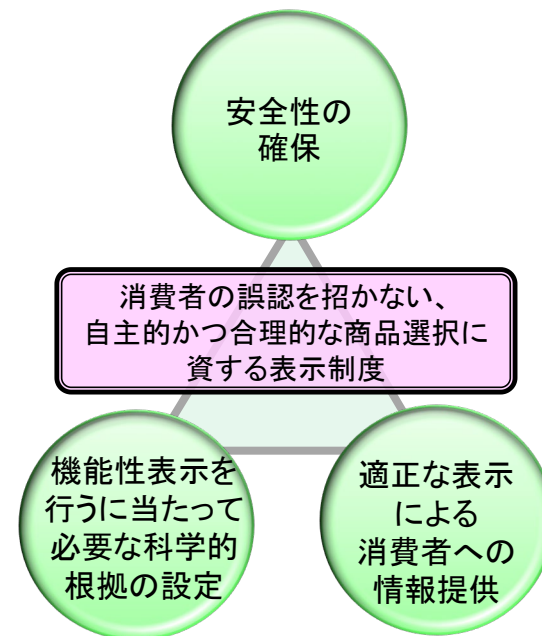 安全性の
確保
消費者の誤認を招かない、
自主的かつ合理的な商品選択に
資する表示制度
機能性表示を
行うに当たって
必要な科学的
根拠の設定
適正な表示
による
消費者への
情報提供